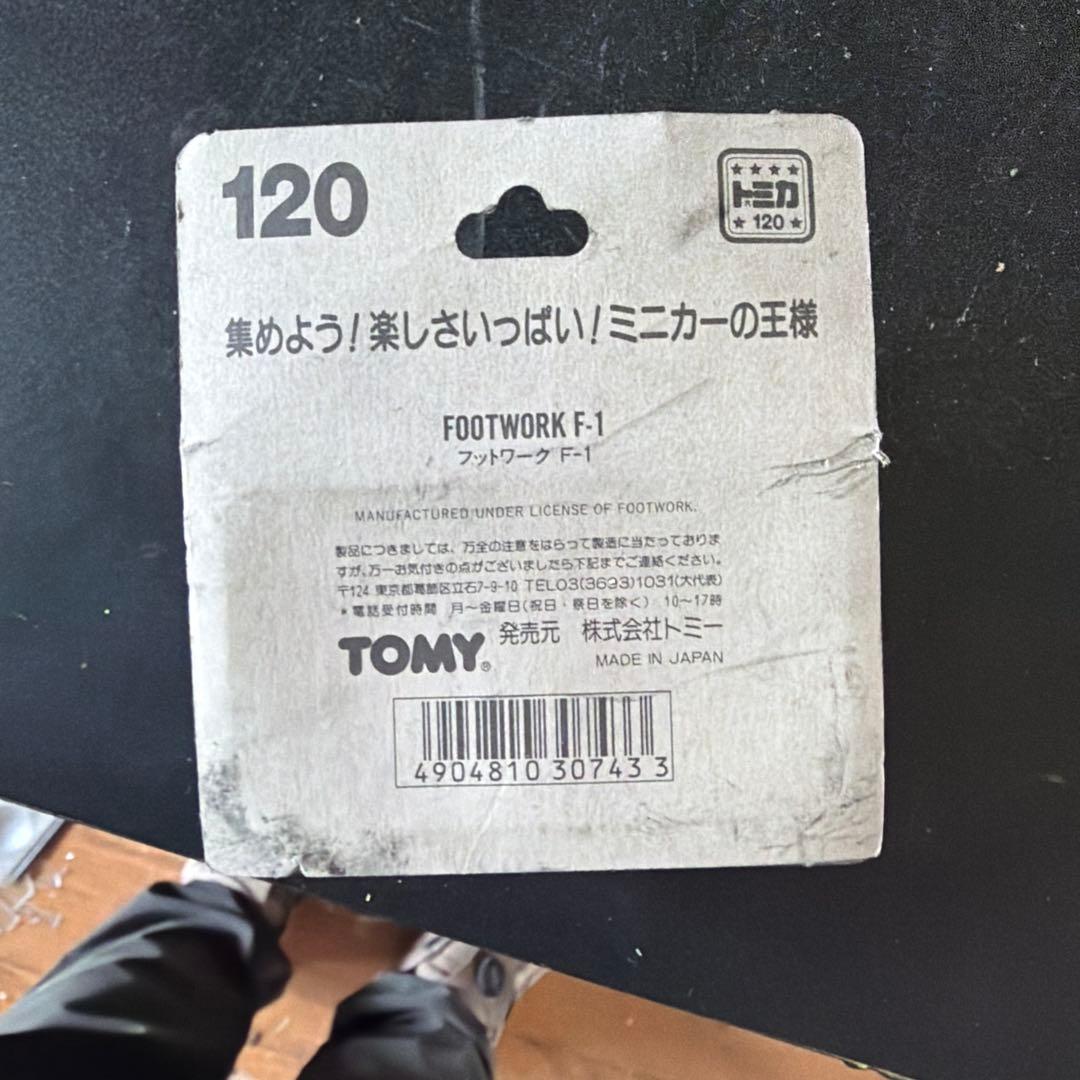 120
トミカ
120
集めよう!楽しさいっぱい!ミニカーの王様
FOOTWORK F-1
フットワーク F-1
MANUFACTURED UNDER LICENSE OF FOOTWORK.
製品につきましては、万全の注意をはらって製造に当たっておりま
すが、万一お気付きの点がございましたら下記までご連絡ください。
〒124 東京都葛飾区立石7-9-10 TEL03(3693)1031(大代表)
*電話受付時間 月～金曜日(祝日・祭日を除く) 10～17時
TOMY® 発売元 株式会社トミー
MADE IN JAPAN
4904810 30743 3